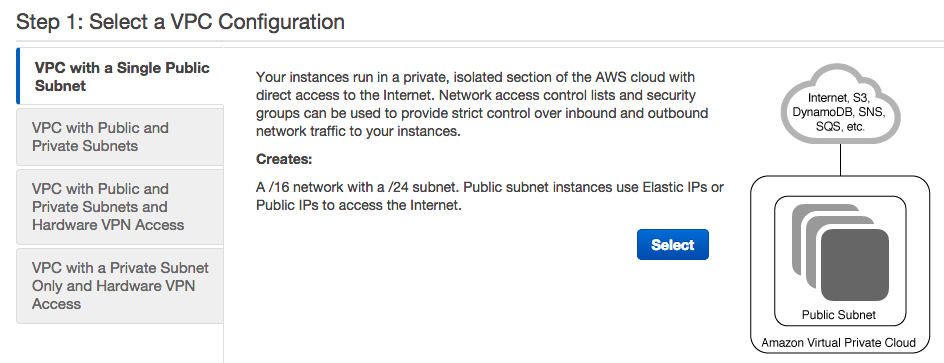 Step 1: Select a VPC Configuration
VPC with a Single Public
Subnet
VPC with Public and
Private Subnets
VPC with Public and
Private Subnets and
Hardware VPN Access
VPC with a Private Subnet
Only and Hardware VPN
Access
Your instances run in a private, isolated section of the AWS cloud with
direct access to the Internet. Network access control lists and security
groups can be used to provide strict control over inbound and outbound
network traffic to your instances.
Creates:
A /16 network with a /24 subnet. Public subnet instances use Elastic IPs or
Public IPs to access the Internet.
Select
Internet, S3,
DynamoDB, SNS,
SQS, etc.
Public Subnet
Amazon Virtual Private Cloud